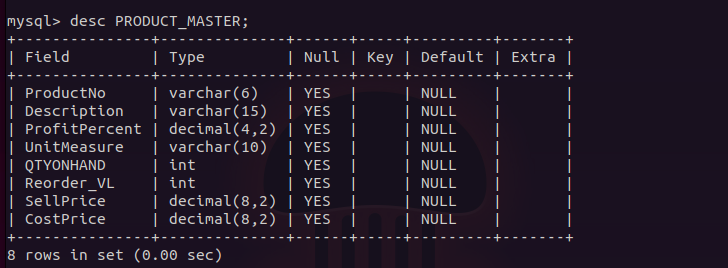 mysql> desc PRODUCT_MASTER;
+---------------+--------------+------+-----+---------+-------+
| Field         | Type         | Null | Key | Default | Extra |
+---------------+--------------+------+-----+---------+-------+
| ProductNo     | varchar(6)   | YES  |     | NULL    |       |
| Description   | varchar(15)  | YES  |     | NULL    |       |
| ProfitPercent | decimal(4,2) | YES  |     | NULL    |       |
| UnitMeasure   | varchar(10)  | YES  |     | NULL    |       |
| QTYONHAND     | int          | YES  |     | NULL    |       |
| Reorder_VL    | int          | YES  |     | NULL    |       |
| SellPrice     | decimal(8,2) | YES  |     | NULL    |       |
| CostPrice     | decimal(8,2) | YES  |     | NULL    |       |
+---------------+--------------+------+-----+---------+-------+
8 rows in set (0.00 sec)